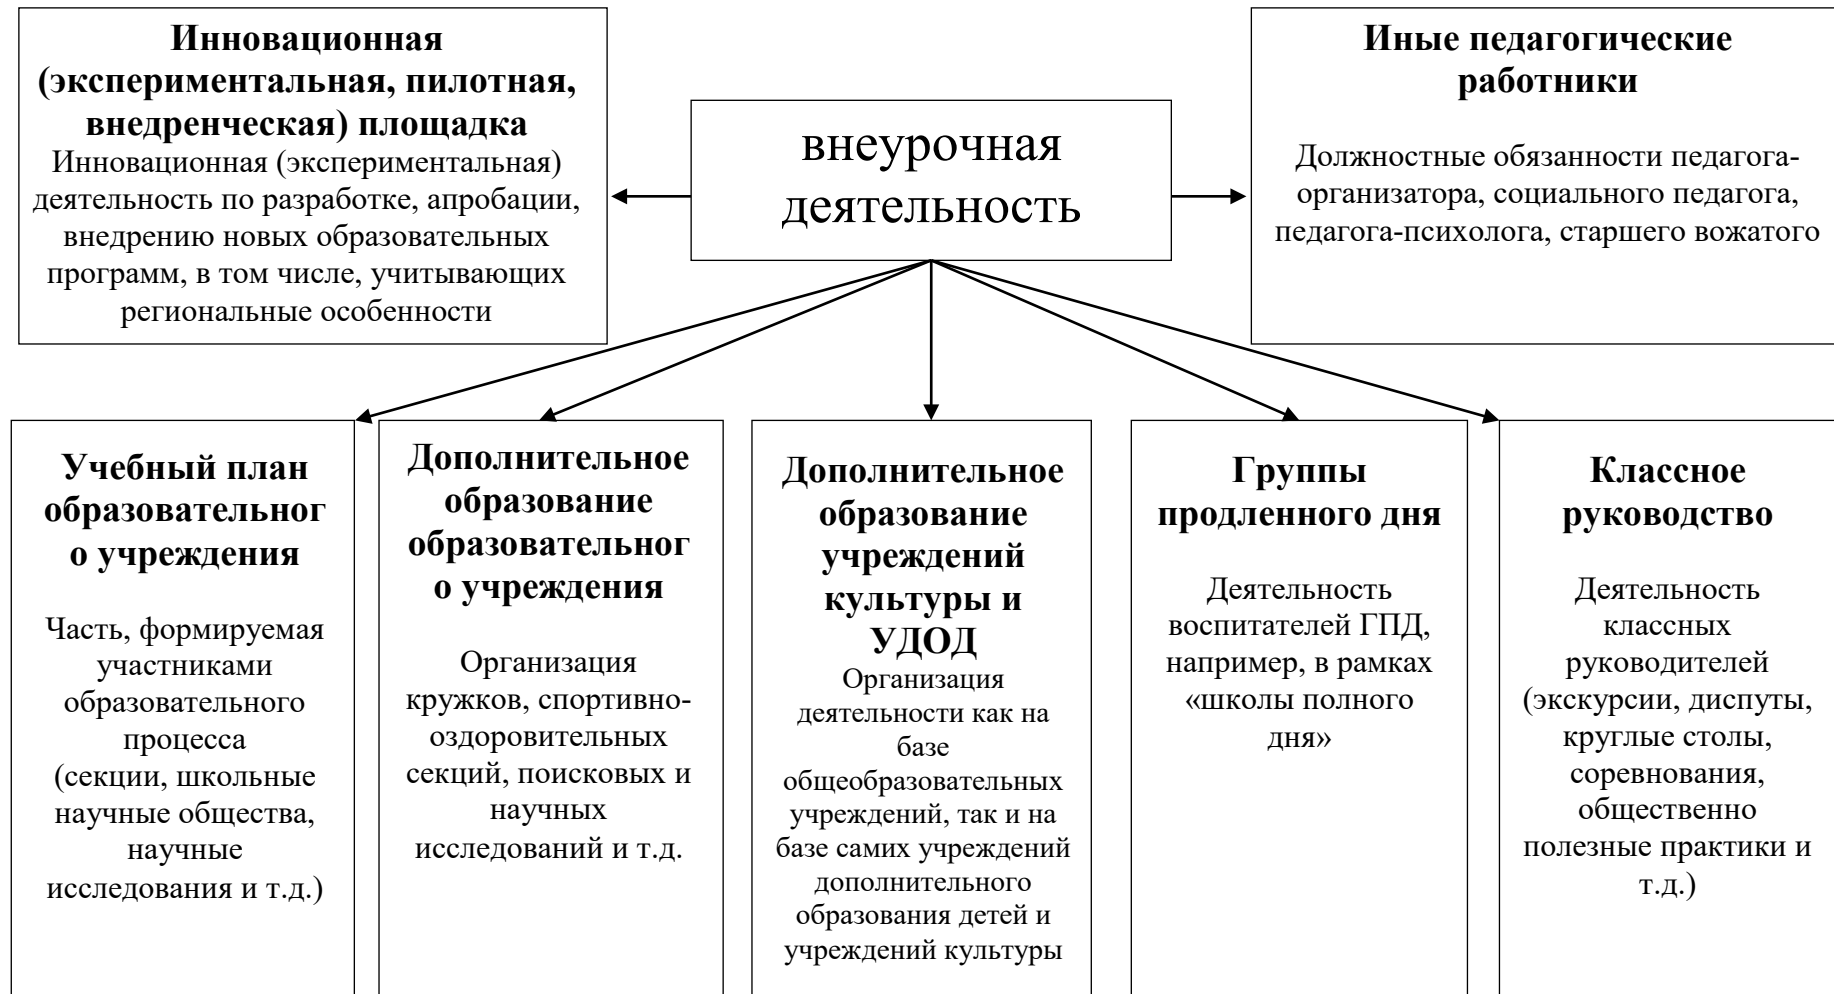 Инновационная
(экспериментальная, пилотная,
внедренческая) площадка
Инновационная (экспериментальная)
деятельность по разработке, апробации,
внедрению новых образовательных
программ, в том числе, учитывающих
региональные особенности
внеурочная
деятельность
Иные педагогические
работники
Должностные обязанности педагога-
организатора, социального педагога,
педагога-психолога, старшего вожатого
Учебный план
образовательног
о учреждения
Часть, формируемая
участниками
образовательного
процесса
(секции, школьные
научные общества,
научные
исследования и т.д.)
Дополнительное
образование
образовательног
о учреждения
Организация
кружков, спортивно-
оздоровительных
секций, поисковых и
научных
исследований и т.д.
Дополнительное
образование
учреждений
культуры и
УДОД
Организация
деятельности как на
базе
общеобразовательных
учреждений, так и на
базе самих учреждений
дополнительного
образования детей и
учреждений культуры
Группы
продленного дня
Деятельность
воспитателей ГПД,
например, в рамках
«школы полного
дня»
Классное
руководство
Деятельность
классных
руководителей
(экскурсии, диспуты,
круглые столы,
соревнования,
общественно
полезные практики и
т.д.)